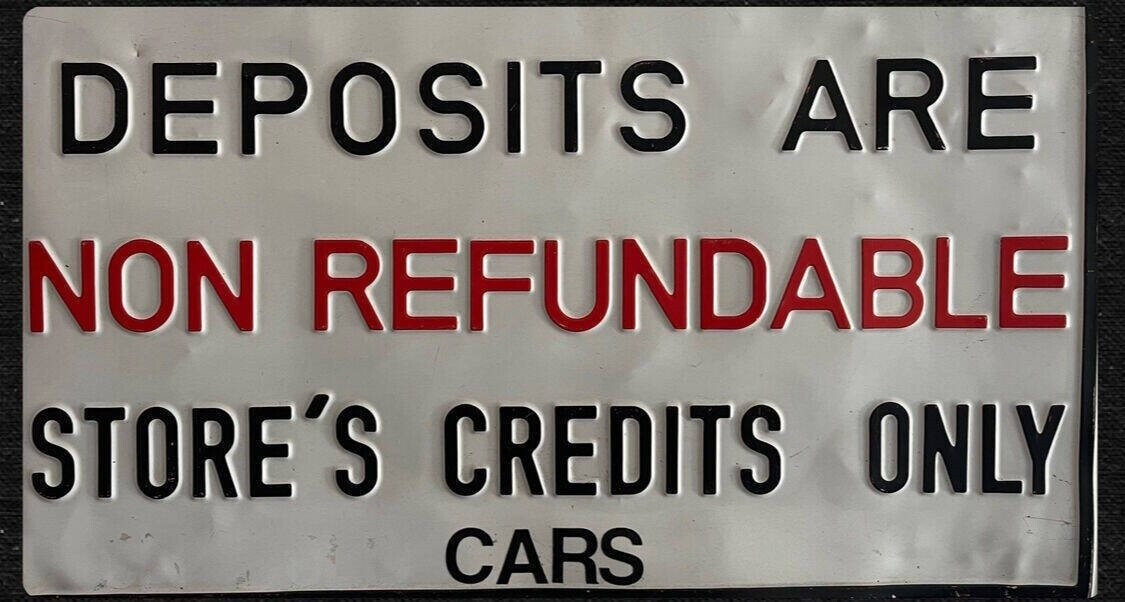 DEPOSITS ARE
NON REFUNDABLE
STORE'S CREDITS ONLY
CARS